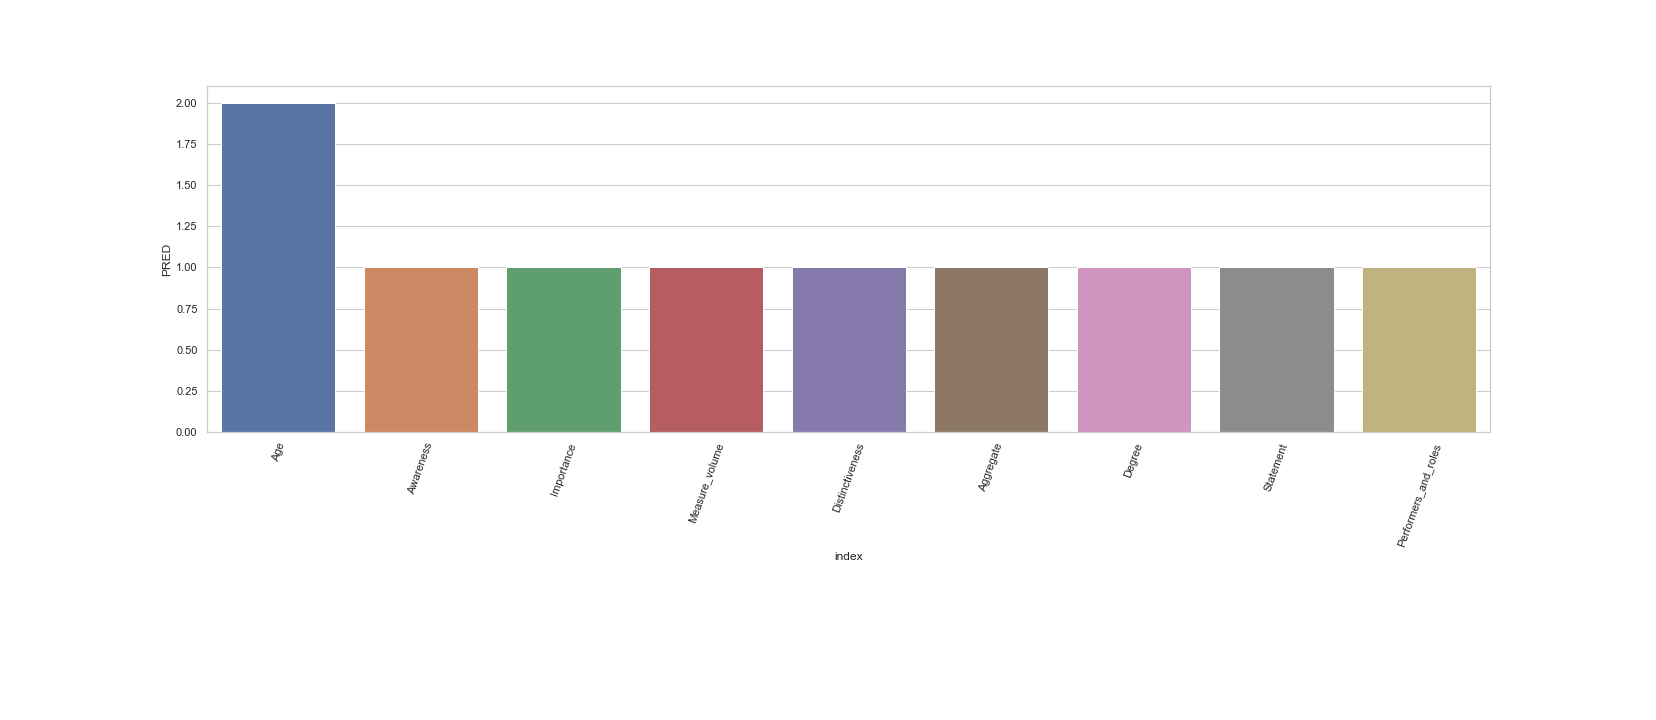 2.00
1.75
1.50
1.25
1.00
0.75
0.50
0.25
0.00
PRED
Age
Awareness
Importance
Measure_volume
Distinctiveness
Aggregate
Degree
Statement
Performers_and_roles
index